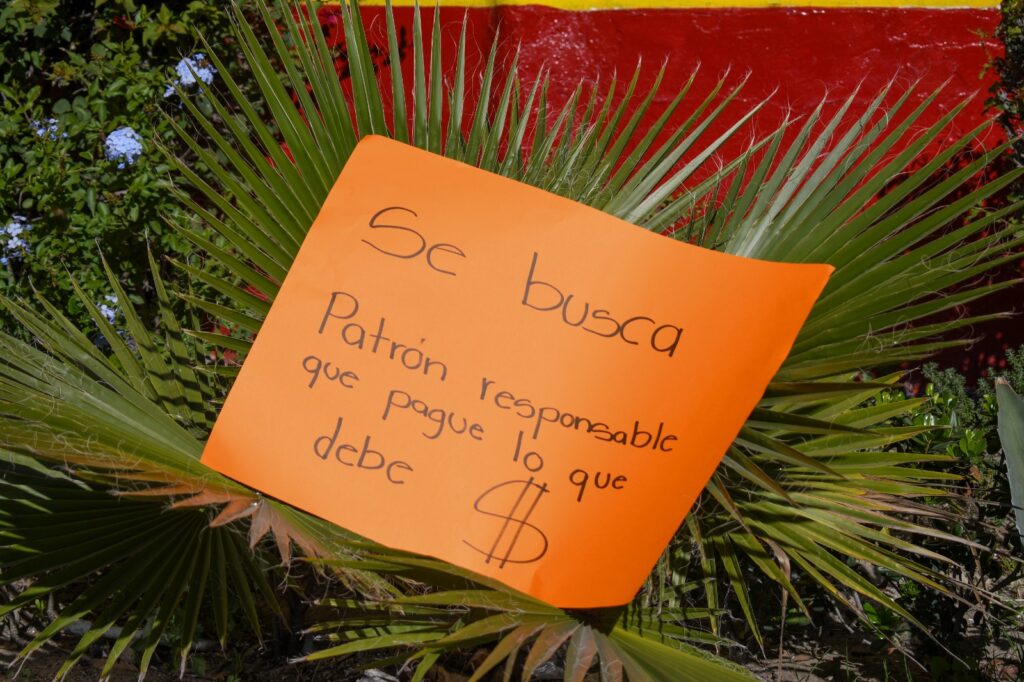 Se busca
Patrón responsable
que pague lo que
debe $